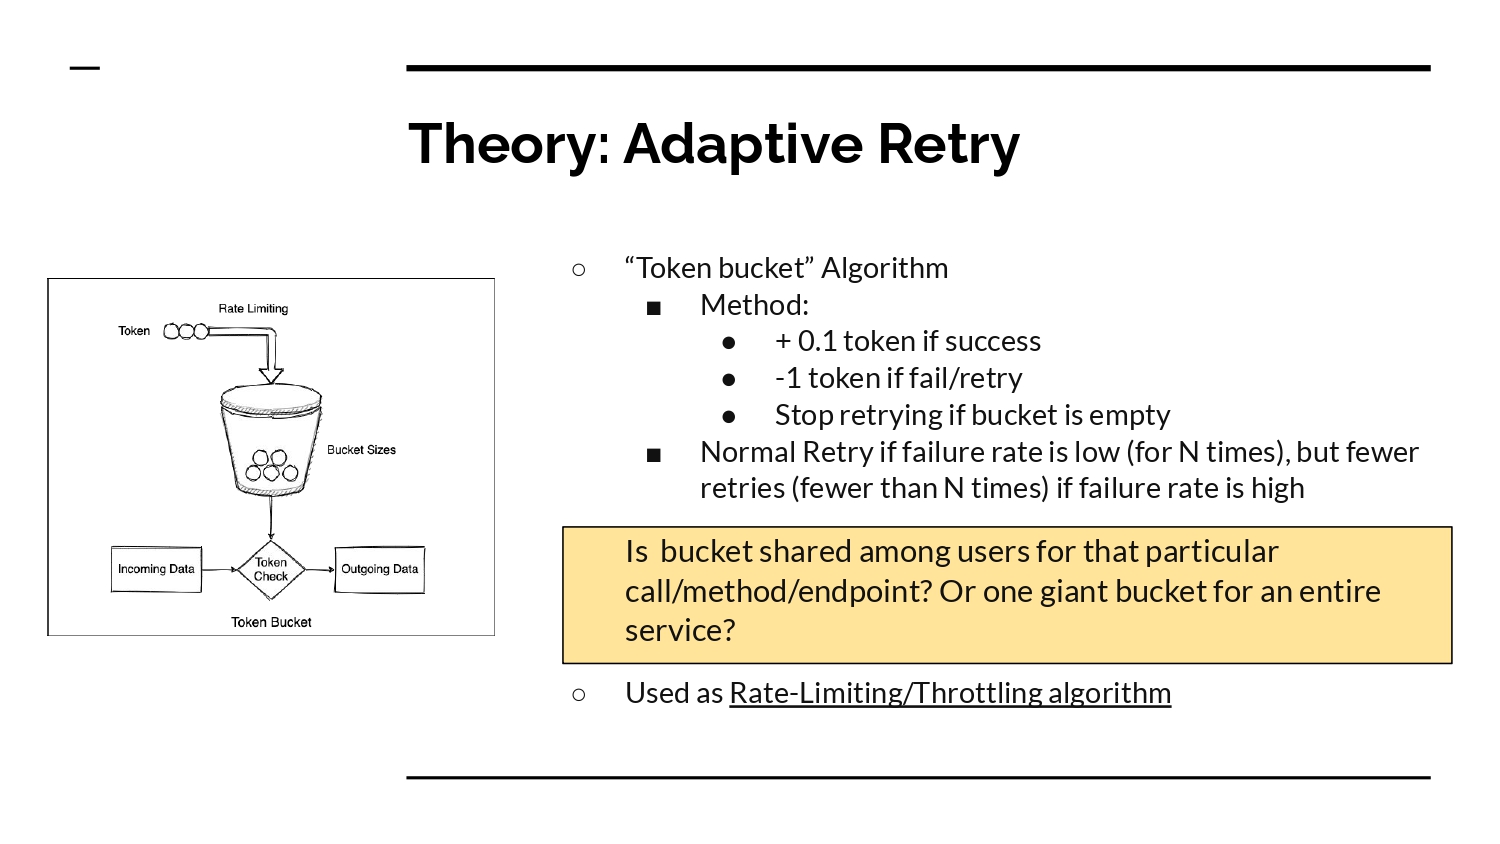 Theory: Adaptive Retry
Rate Limiting
Token
Bucket Sizes
Incoming Data
Token
Check
Outgoing Data
Token Bucket
○ “Token bucket” Algorithm
■ Method:
● + 0.1 token if success
● -1 token if fail/retry
● Stop retrying if bucket is empty
■ Normal Retry if failure rate is low (for N times), but fewer
retries (fewer than N times) if failure rate is high
Is bucket shared among users for that particular
call/method/endpoint? Or one giant bucket for an entire
service?
○ Used as Rate-Limiting/Throttling algorithm